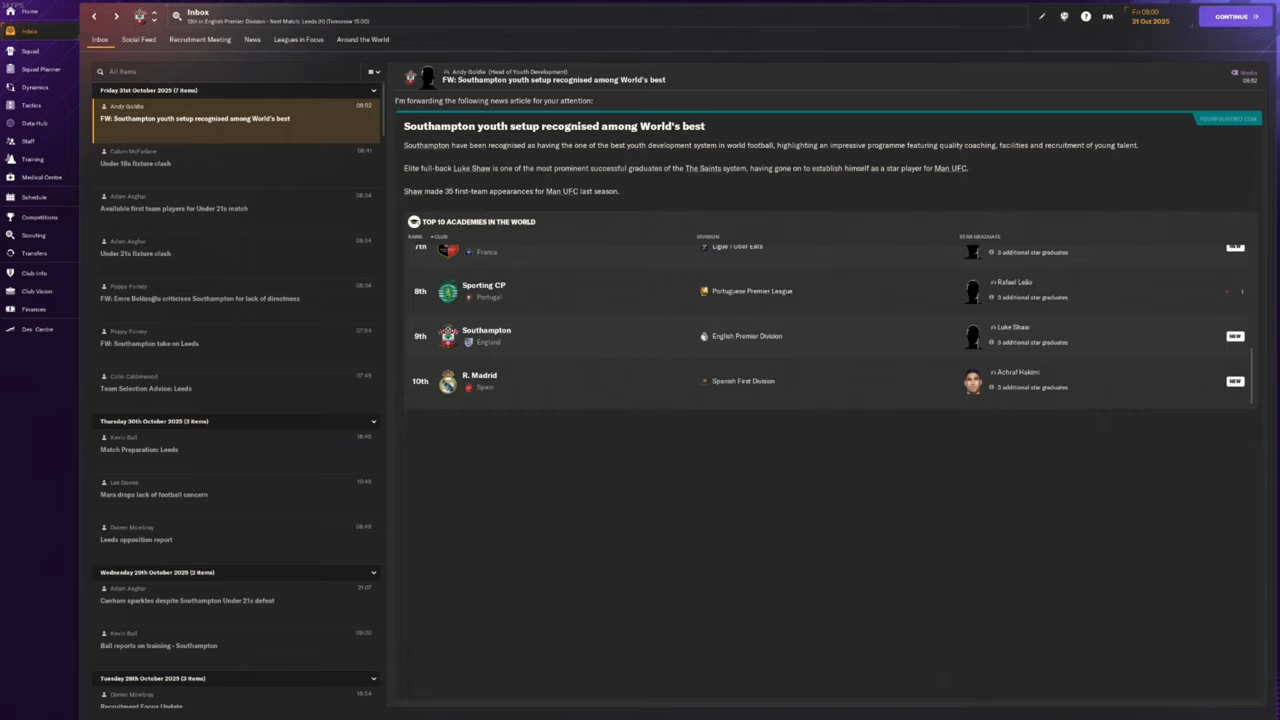 Home
Inbox
Squad
Squad Planner
Dynamics
Tactics
Data Hub
Staff
Training
Medical Centre
Schedule
Competitions
Scouting
Transfers
Club Info
Club Vision
Finances
Dev. Centre
Inbox
13th in English Premier Division - Next Match: Leeds (H) (Tomorrow 15:00)
FM
Fri 09:00
31 Oct 2025
CONTINUE
Inbox Social Feed Recruitment Meeting News Leagues in Focus Around the World
All Items
Friday 31st October 2025 (7 items)
Andy Goldie 08:52
FW: Southampton youth setup recognised among World's best
Calum McFarlane 08:41
Under 18s fixture clash
Adam Asghar 08:34
Available first team players for Under 21s match
Adam Asghar 08:34
Under 21s fixture clash
Poppy Forsey 08:04
FW: Emre Belözoğlu criticises Southampton for lack of directness
Poppy Forsey 07:54
FW: Southampton take on Leeds
Colin Calderwood 07:49
Team Selection Advice: Leeds
Thursday 30th October 2025 (3 items)
Kevin Ball
Match Preparation: Leeds
Lee Davies
Mara drops lack of football concern
Darren Mowbray 08:49
Leeds opposition report
Wednesday 29th October 2025 (2 items)
Adam Asghar 21:07
Canham sparkles despite Southampton Under 21s defeat
Kevin Ball 09:00
Ball reports on training - Southampton
Tuesday 28th October 2025 (3 items)
Darren Mowbray
Recruitment Focus Update
Andy Goldie (Head of Youth Development)
FW: Southampton youth setup recognised among World's best
Media
08:52
I'm forwarding the following news article for your attention:
FOURFOURTWO.COM
Southampton youth setup recognised among World's best
Southampton have been recognised as having the one of the best youth development system in world football, highlighting an impressive programme featuring quality coaching, facilities and recruitment of young talent.
Elite full-back Luke Shaw is one of the most prominent successful graduates of the The Saints system, having gone on to establish himself as a star player for Man UFC.
Shaw made 35 first-team appearances for Man UFC last season.
TOP 10 ACADEMIES IN THE WORLD
RANK CLUB DIVISION STAR GRADUATE
7th France Ligue 1 Uber Eats 3 additional star graduates NEW
8th Sporting CP Portugal Portuguese Premier League Rafael Leão 3 additional star graduates 1
9th Southampton England English Premier Division Luke Shaw 3 additional star graduates NEW
10th R. Madrid Spain Spanish First Division Achraf Hakimi 3 additional star graduates NEW